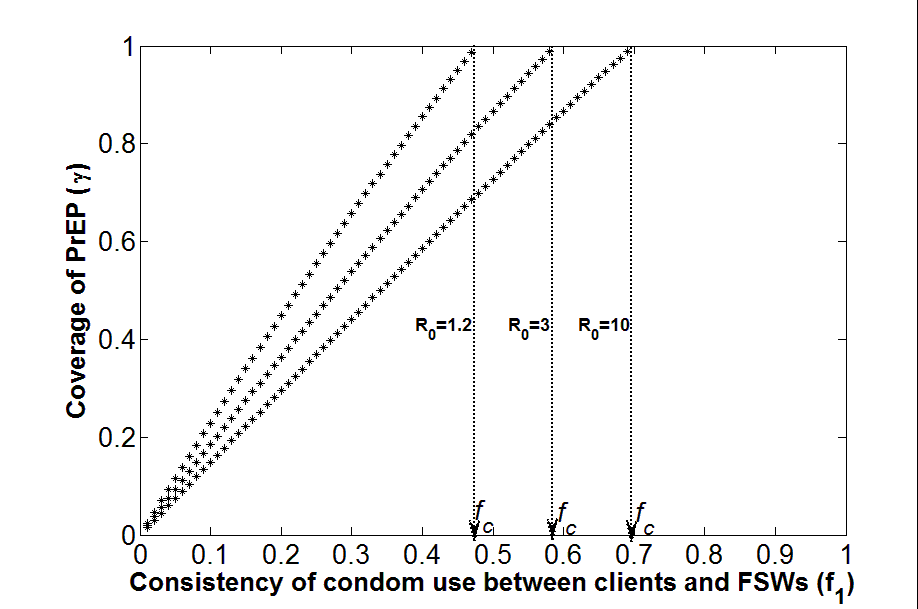 1
0.8
0.6
0.4
0.2
0
Coverage of PrEP (γ)
R0=1.2
R0=3
R0=10
fc
fc
fc
0 0.1 0.2 0.3 0.4 0.5 0.6 0.7 0.8 0.9 1
Consistency of condom use between clients and FSWs (f1)